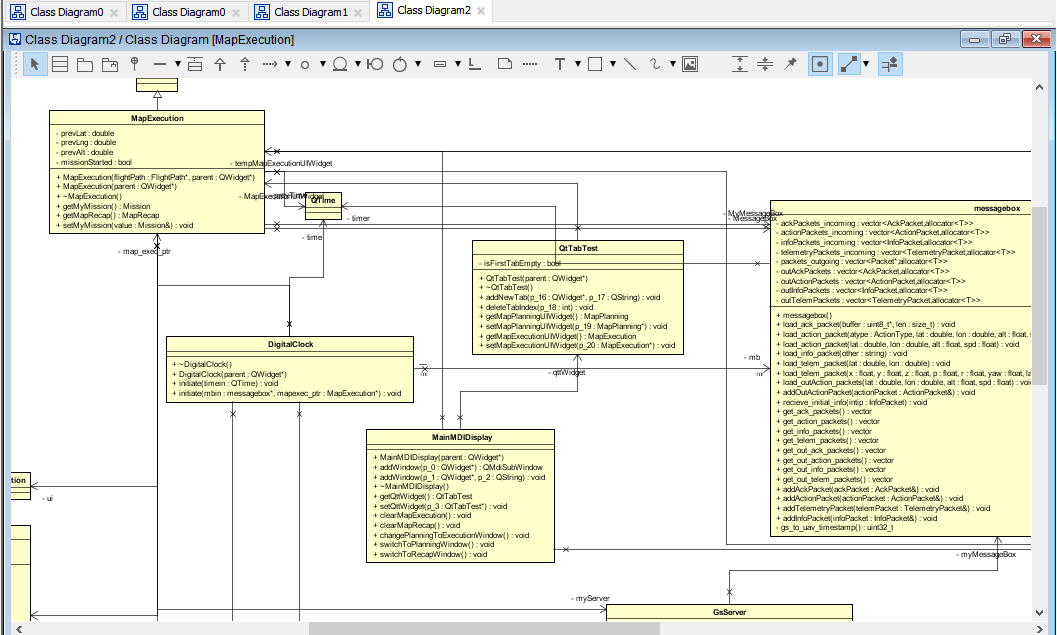 Class Diagram0
Class Diagram0
Class Diagram1
Class Diagram2
Class Diagram2 / Class Diagram [MapExecution]
MapExecution
- prevLat : double
- prevLng : double
- prevAlt : double
- missionStarted : bool
+ MapExecution(flightPath : FlightPath*, parent : QWidget*)
+ MapExecution(parent : QWidget*)
+ ~MapExecution()
+ getMyMission() : Mission
+ getMapRecap() : MapRecap
+ setMyMission(value : Mission&) : void
- tempMapExecutionUIWidget
QTime
- timer
- time
- map_exec_ptr
- MyMessageBox
- MessageBox
QtTabTest
- isFirstTabEmpty : bool
+ QtTabTest(parent : QWidget*)
+ ~QtTabTest()
+ addNewTab(p_16 : QWidget*, p_17 : QString) : void
+ deleteTabIndex(p_18 : int) : void
+ getMapPlanningUIWidget() : MapPlanning
+ setMapPlanningUIWidget(p_19 : MapPlanning*) : void
+ getMapExecutionUIWidget() : MapExecution
+ setMapExecutionUIWidget(p_20 : MapExecution*) : void
messagebox
- ackPackets_incoming : vector<AckPacket,allocator<T>>
- actionPackets_incoming : vector<ActionPacket,allocator<T>>
- infoPackets_incoming : vector<InfoPacket,allocator<T>>
- telemetryPackets_incoming : vector<TelemetryPacket,allocator<T>>
- packets_outgoing : vector<Packet*,allocator<T>>
- outAckPackets : vector<AckPacket,allocator<T>>
- outActionPackets : vector<ActionPacket,allocator<T>>
- outInfoPackets : vector<InfoPacket,allocator<T>>
- outTelemPackets : vector<TelemetryPacket,allocator<T>>
+ messagebox()
+ load_ack_packet(buffer : uint8_t*, len : size_t) : void
+ load_action_packet(atype : ActionType, lat : double, lon : double, alt : float,
+ load_action_packet(lat : double, lon : double, alt : float, spd : float) : void
+ load_info_packet(other : string) : void
+ load_telem_packet(lat : double, lon : double) : void
+ load_telem_packet(x : float, y : float, z : float, p : float, r : float, yaw : float, la
+ load_outAction_packets(lat : double, lon : double, alt : float, spd : float) : void
+ addOutActionPacket(actionPacket : ActionPacket&) : void
+ recieve_initial_info(intip : InfoPacket) : void
+ get_ack_packets() : vector
+ get_action_packets() : vector
+ get_info_packets() : vector
+ get_telem_packets() : vector
+ get_out_ack_packets() : vector
+ get_out_action_packets() : vector
+ get_out_info_packets() : vector
+ get_out_telem_packets() : vector
+ addAckPacket(ackPacket : AckPacket&) : void
+ addActionPacket(actionPacket : ActionPacket&) : void
+ addTelemetryPacket(telemPacket : TelemetryPacket&) : void
+ addInfoPacket(infoPacket : InfoPacket&) : void
- gs_to_uav_timestamp() : uint32_t
DigitalClock
+ ~DigitalClock()
+ DigitalClock(parent : QWidget*)
+ initiate(timein : QTime) : void
+ initiate(mbin : messagebox*, mapexec_ptr : MapExecution*) : void
- mb
- qttWidget
MainMDIDisplay
+ MainMDIDisplay(parent : QWidget*)
+ addWindow(p_0 : QWidget*) : QMdiSubWindow
+ addWindow(p_1 : QWidget*, p_2 : QString) : void
+ ~MainMDIDisplay()
+ getQttWidget() : QtTabTest
+ setQttWidget(p_3 : QtTabTest*) : void
+ clearMapExecution() : void
+ clearMapRecap() : void
+ changePlanningToExecutionWindow() : void
+ switchToPlanningWindow() : void
+ switchToRecapWindow() : void
tion
- ui
- myMessageBox
- myServer
GsServer